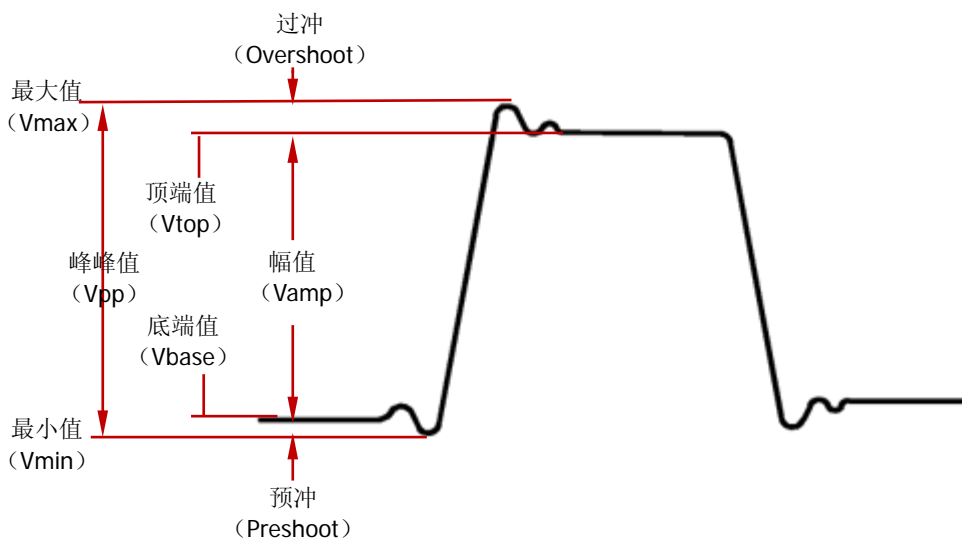 过冲
（Overshoot）
最大值
（Vmax）
顶端值
（Vtop）
峰峰值
（Vpp）
幅值
（Vamp）
底端值
（Vbase）
最小值
（Vmin）
预冲
（Preshoot）